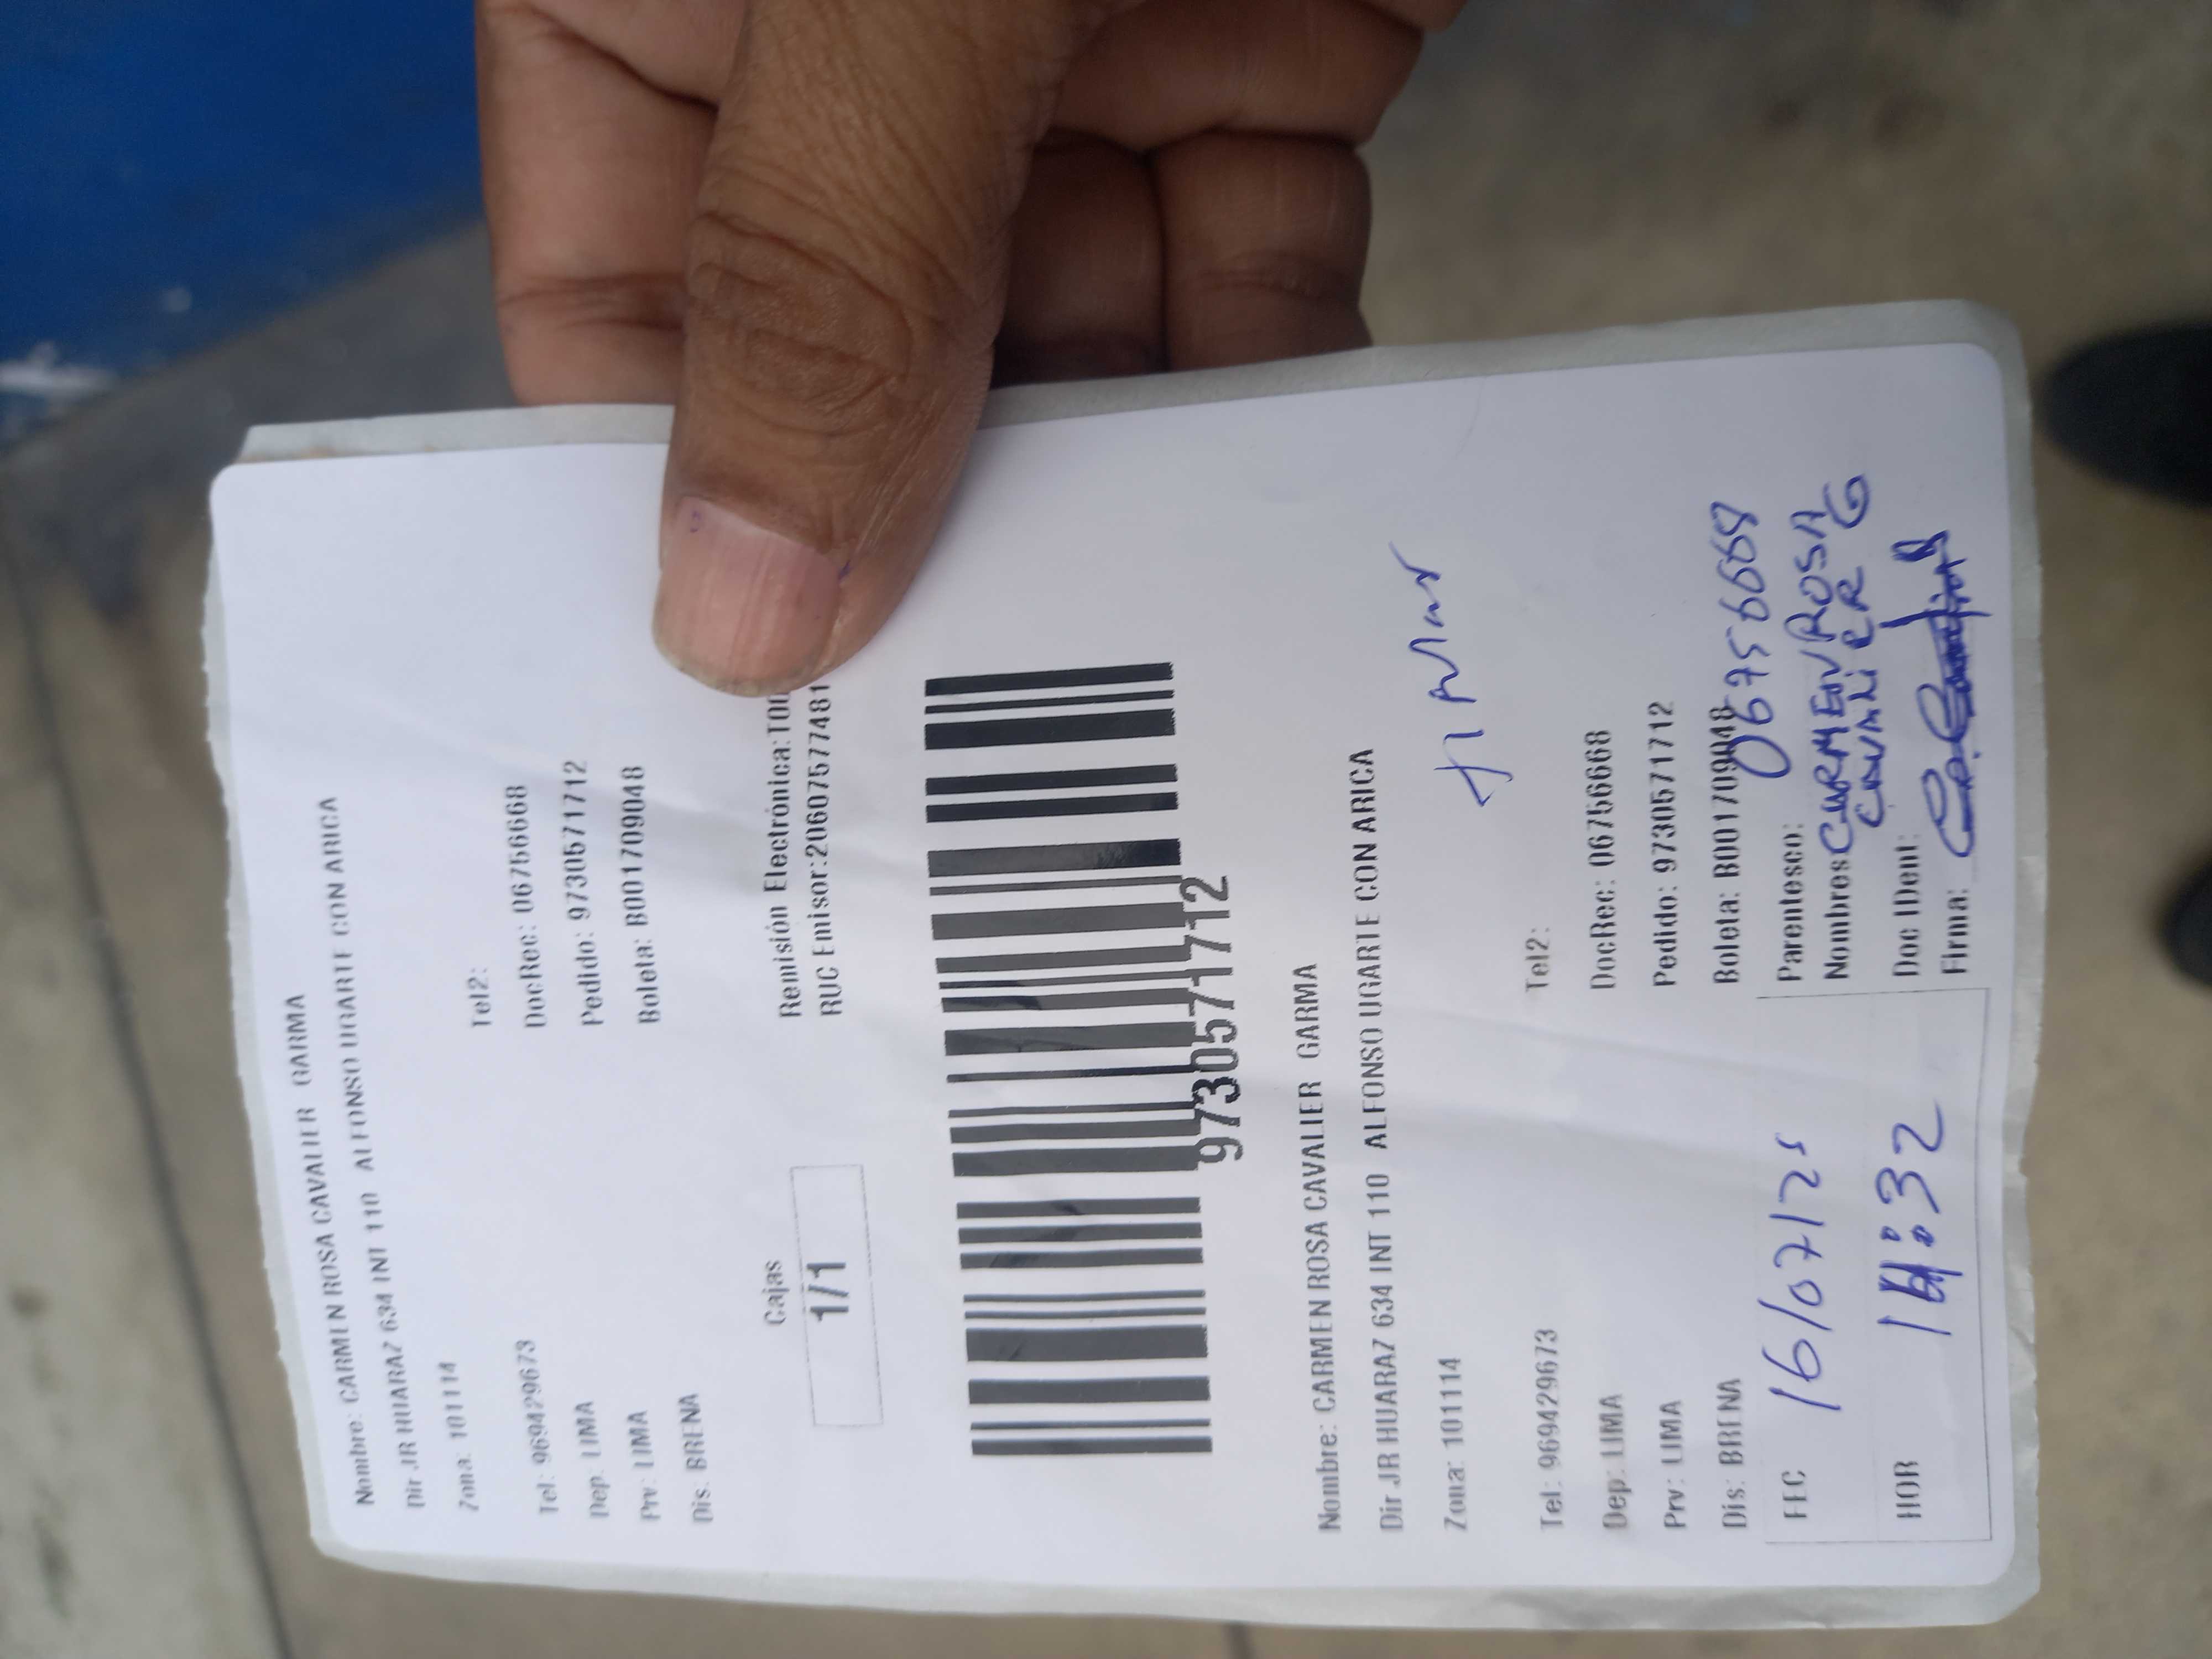 Nombre: CARMEN ROSA CAVALIER GARMA
Dir JR HUARAZ 634 INT 110 ALFONSO UGARTE CON ARICA
Zona: 101114
Tel: 969429673
Tel2:
Dep: LIMA
DocRec: 06756668
Prv: LIMA
Pedido: 9730571712
Dis: BRENA
Boleta: B001709048
Cajas
1/1
Remisión Electrónica:T00
RUC Emisor:20607577481
9730571712
Nombre: CARMEN ROSA CAVALIER GARMA
Dir JR HUARAZ 634 INT 110 ALFONSO UGARTE CON ARICA
Zona: 101114
Tel: 969429673
Tel2:
Dep: LIMA
DocRec: 06756668
Prv: LIMA
Pedido: 9730571712
Dis: BRENA
Boleta: B001709048
06756668
FEC 16/07/25
Parentesco:
Nombres CARMEN ROSA
CAVALIER G
HOR
Doc IDent:
Firma: